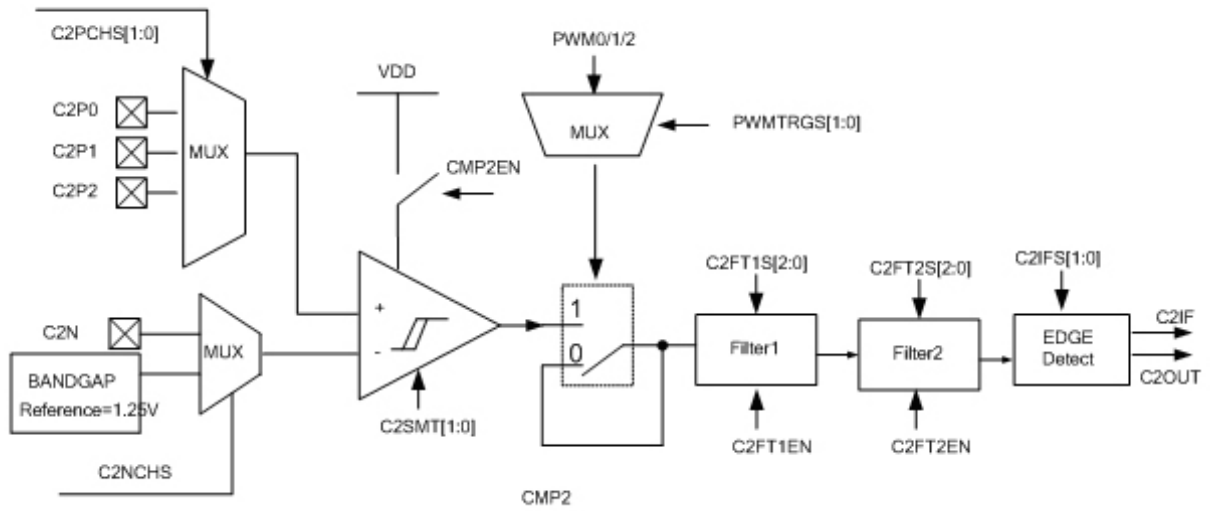 C2PCHS[1:0]
C2P0
C2P1
C2P2
MUX
VDD
CMP2EN
PWM0/1/2
MUX
PWMTRGS[1:0]
C2N
BANDGAP
Reference=1.25V
MUX
C2NCHS
+
-
C2SMT[1:0]
1
0
C2FT1S[2:0]
Filter1
C2FT1EN
C2FT2S[2:0]
Filter2
C2FT2EN
C2IFS[1:0]
EDGE
Detect
C2IF
C2OUT
CMP2